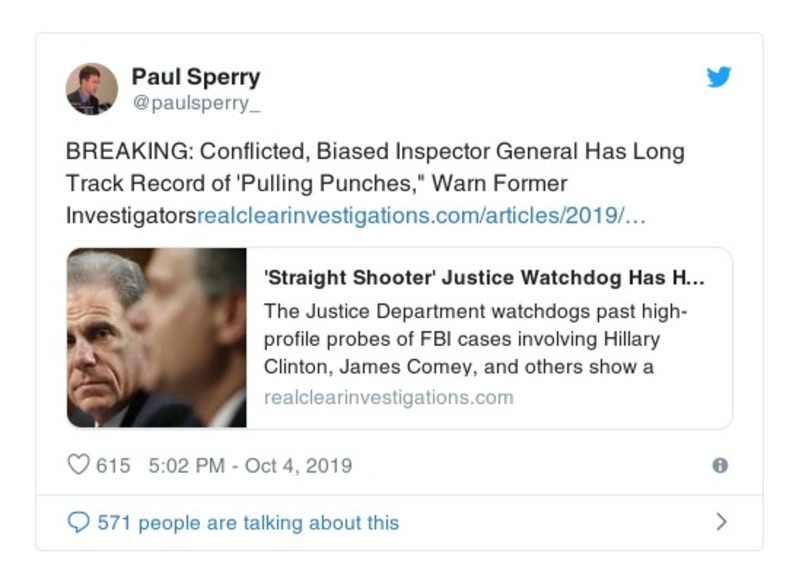 Paul Sperry
@paulsperry_
BREAKING: Conflicted, Biased Inspector General Has Long
Track Record of 'Pulling Punches," Warn Former
Investigatorsrealclearinvestigations.com/articles/2019/…
'Straight Shooter' Justice Watchdog Has H...
The Justice Department watchdogs past high-
profile probes of FBI cases involving Hillary
Clinton, James Comey, and others show a
realclearinvestigations.com
615 5:02 PM - Oct 4, 2019
571 people are talking about this